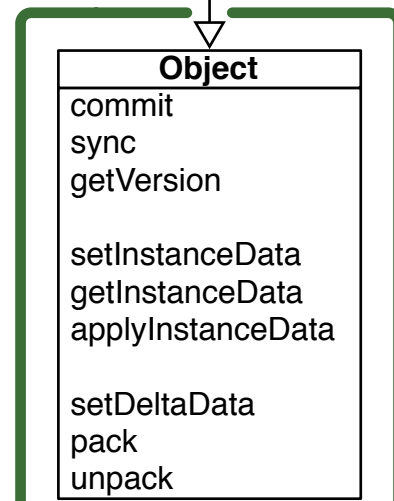 Object
commit
sync
getVersion
setInstanceData
getInstanceData
applyInstanceData
setDeltaData
pack
unpack